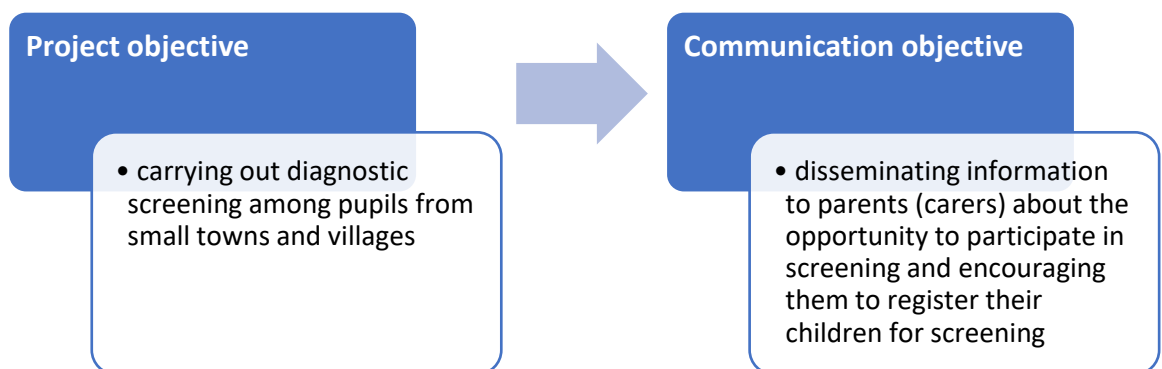 Project objective
• carrying out diagnostic
screening among pupils from
small towns and villages
Communication objective
• disseminating information
to parents (carers) about the
opportunity to participate in
screening and encouraging
them to register their
children for screening